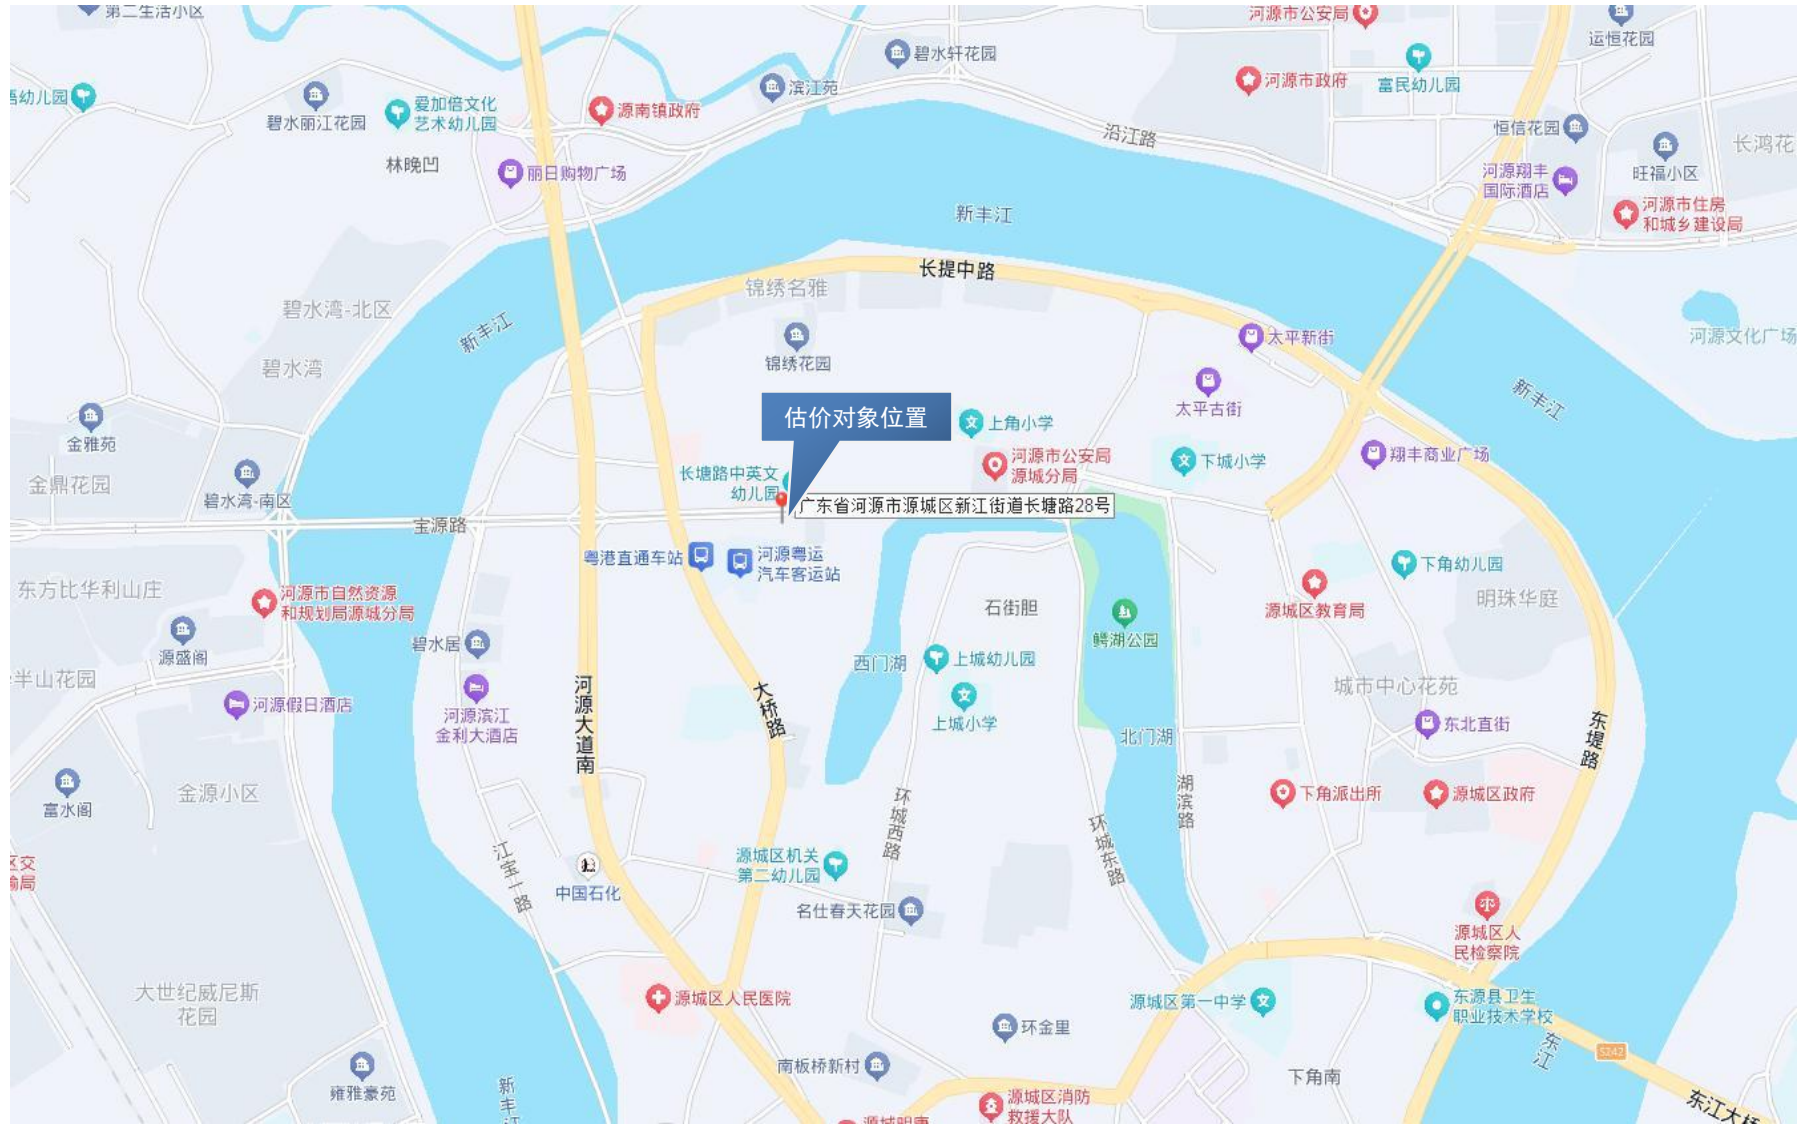 第二生活小区
河源市公安局
运恒花园
碧水轩花园
滨江苑
河源市政府
富民幼儿园
幼儿园
碧水丽江花园
爱加倍文化
艺术幼儿园
源南镇政府
沿江路
恒信花园
长鸿花
林晚凹
丽日购物广场
河源翔丰
国际酒店
旺福小区
新丰江
河源市住房
和城乡建设局
长提中路
锦绣名雅
碧水湾-北区
新丰江
太平新街
河源文化广场
碧水湾
锦绣花园
新丰江
太平古街
估价对象位置
上角小学
金雅苑
河源市公安局
源城分局
下城小学
翔丰商业广场
金鼎花园
碧水湾-南区
长塘路中英文
幼儿园
广东省河源市源城区新江街道长塘路28号
宝源路
粤港直通车站
河源粤运
汽车客运站
下角幼儿园
东方比华利山庄
河源市自然资源
和规划局源城分局
石街胆
源城区教育局
明珠华庭
鳄湖公园
碧水居
源盛阁
西门湖
上城幼儿园
半山花园
城市中心花苑
河源假日酒店
河源滨江
金利大酒店
河源大道南
大桥路
上城小学
北门湖
东北直街
东堤路
金源小区
富水阁
湖滨路
下角派出所
源城区政府
环城西路
环城东路
江宝一路
源城区机关
第二幼儿园
区交
输局
中国石化
名仕春天花园
源城区人
民检察院
大世纪威尼斯
花园
源城区人民医院
源城区第一中学
东源县卫生
职业技术学校
环金里
东江
S242
南板桥新村
下角南
雍雅豪苑
新丰江
源城区消防
救援大队
东江大桥